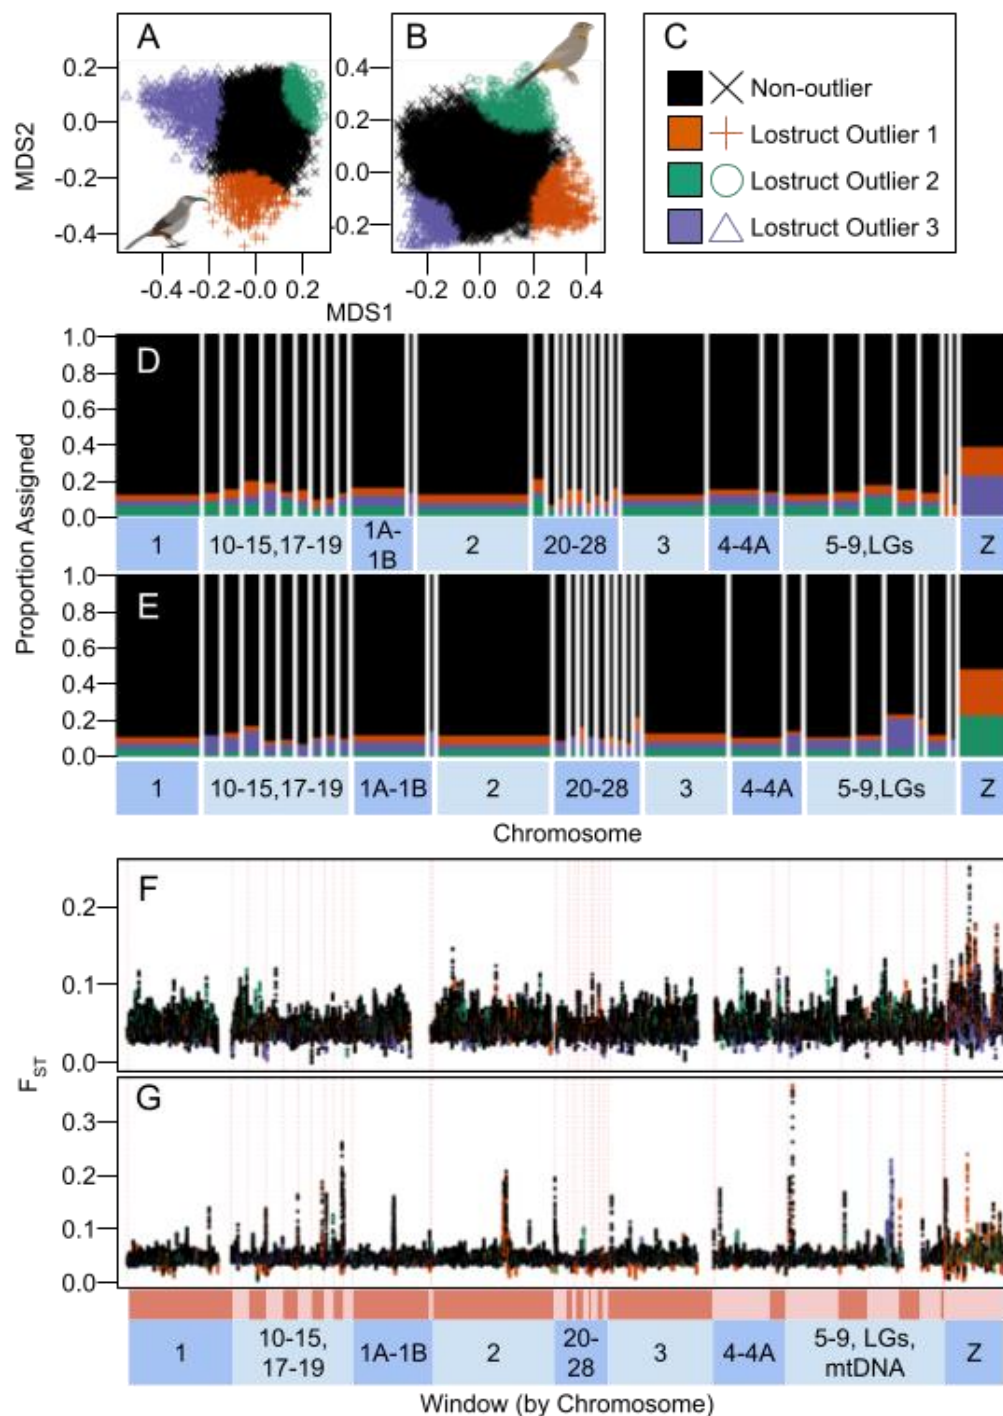 A
B
C
0.2
0.0
-0.2
-0.4
MDS2
0.4
0.2
0.0
-0.2
-0.4 -0.2 -0.0 0.2
-0.2 0.0 0.2 0.4
MDS1
Non-outlier
Lostruct Outlier 1
Lostruct Outlier 2
Lostruct Outlier 3
Proportion Assigned
D
1.0
0.8
0.6
0.4
0.2
0.0
1 10-15,17-19 1A-1B 2 20-28 3 4-4A 5-9,LGs Z
E
1.0
0.8
0.6
0.4
0.2
0.0
1 10-15,17-19 1A-1B 2 20-28 3 4-4A 5-9,LGs Z
Chromosome
F
0.2
0.1
0.0
FST
G
0.3
0.2
0.1
0.0
1 10-15, 17-19 1A-1B 2 20-28 3 4-4A 5-9, LGs, mtDNA Z
Window (by Chromosome)